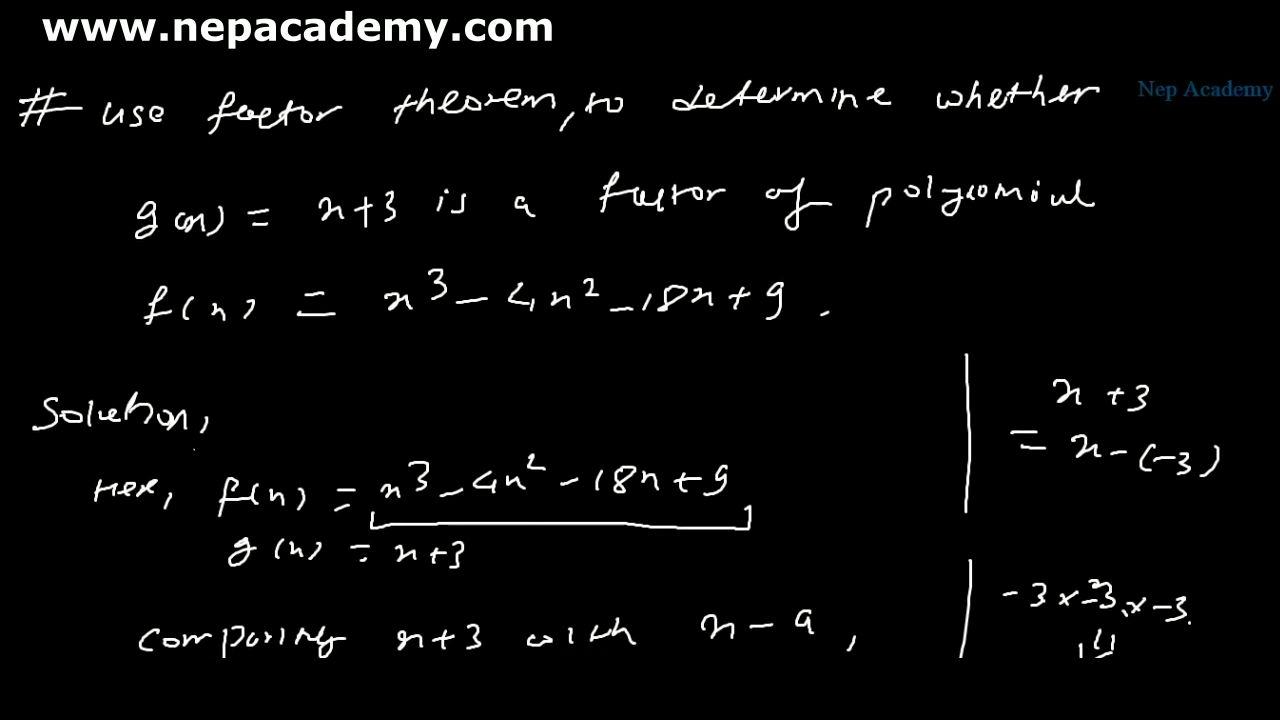 www.nepacademy.com
# use factor theorem, to determine whether
Nep Academy
g(x) = x+3 is a factor of polynomial
f(x) = x³ - 4x² - 18x + 9.
Solution,
Here, f(x) = x³ - 4x² - 18x + 9
g(x) = x+3
comparing x+3 with x - a,
x + 3
= x - (-3)
-3 × -3 × -3